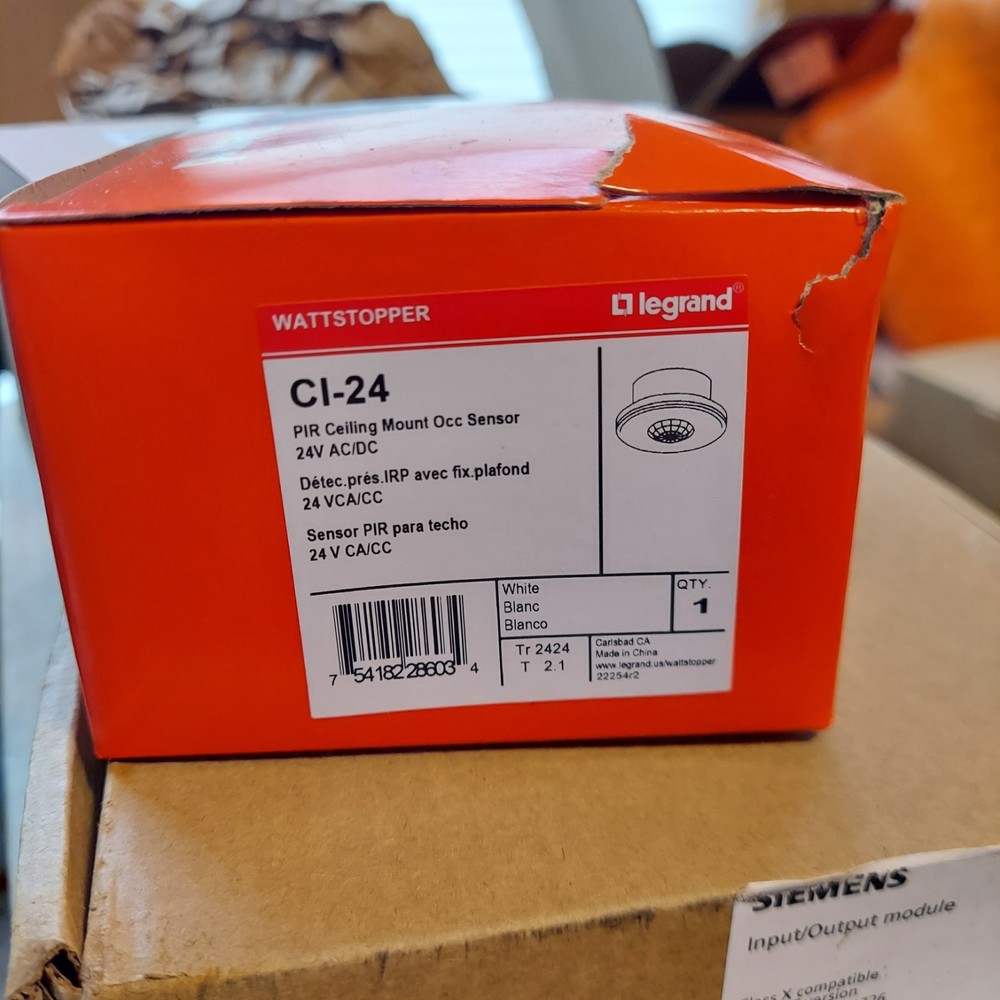 WATTSTOPPER
legrand®
CI-24
PIR Ceiling Mount Occ Sensor
24V AC/DC
Détec.prés.IRP avec fix.plafond
24 VCA/CC
Sensor PIR para techo
24 V CA/CC
White
Blanc
Blanco
QTY.
1
7 54182 28603 4
Tr 2424
T 2.1
Carlsbad CA
Made in China
www.legrand.us/wattstopper
22254r2
SIEMENS
Input/Output module
X compatible